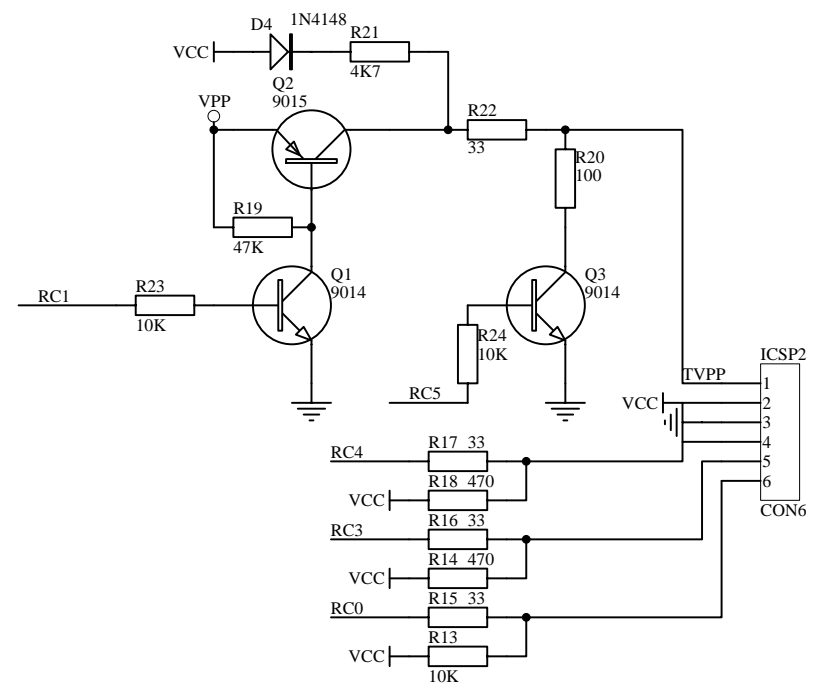 D4 1N4148
VCC
R21
4K7
Q2
9015
VPP
R22
33
R20
100
R19
47K
Q1
9014
Q3
9014
RC1
R23
10K
R24
10K
RC5
ICSP2
TVPP
1
VCC
2
3
4
5
6
CON6
RC4
R17 33
R18 470
VCC
RC3
R16 33
R14 470
VCC
RC0
R15 33
R13
VCC
10K